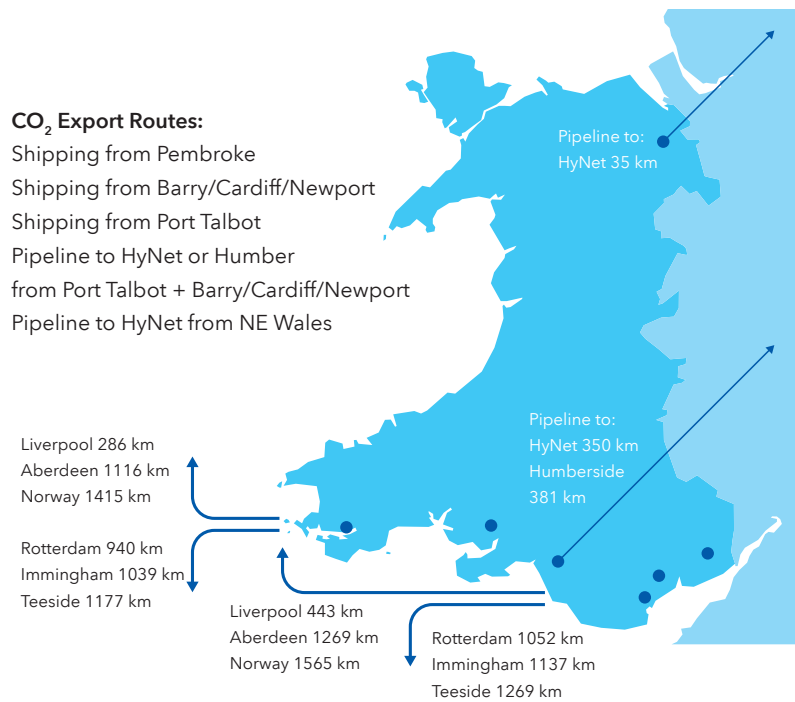 CO₂ Export Routes:
Shipping from Pembroke
Shipping from Barry/Cardiff/Newport
Shipping from Port Talbot
Pipeline to HyNet or Humber
from Port Talbot + Barry/Cardiff/Newport
Pipeline to HyNet from NE Wales
Pipeline to:
HyNet 35 km
Pipeline to:
HyNet 350 km
Humberside
381 km
Liverpool 286 km
Aberdeen 1116 km
Norway 1415 km
Rotterdam 940 km
Immingham 1039 km
Teeside 1177 km
Liverpool 443 km
Aberdeen 1269 km
Norway 1565 km
Rotterdam 1052 km
Immingham 1137 km
Teeside 1269 km